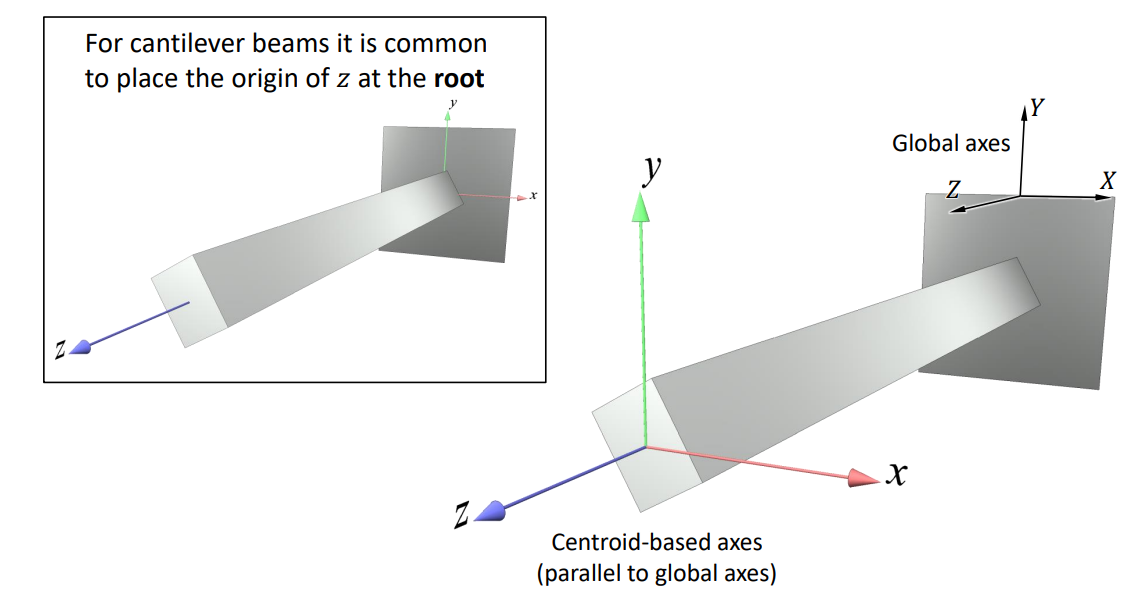 For cantilever beams it is common
to place the origin of z at the root
y
x
z
Global axes
Y
X
Z
y
x
z
Centroid-based axes
(parallel to global axes)